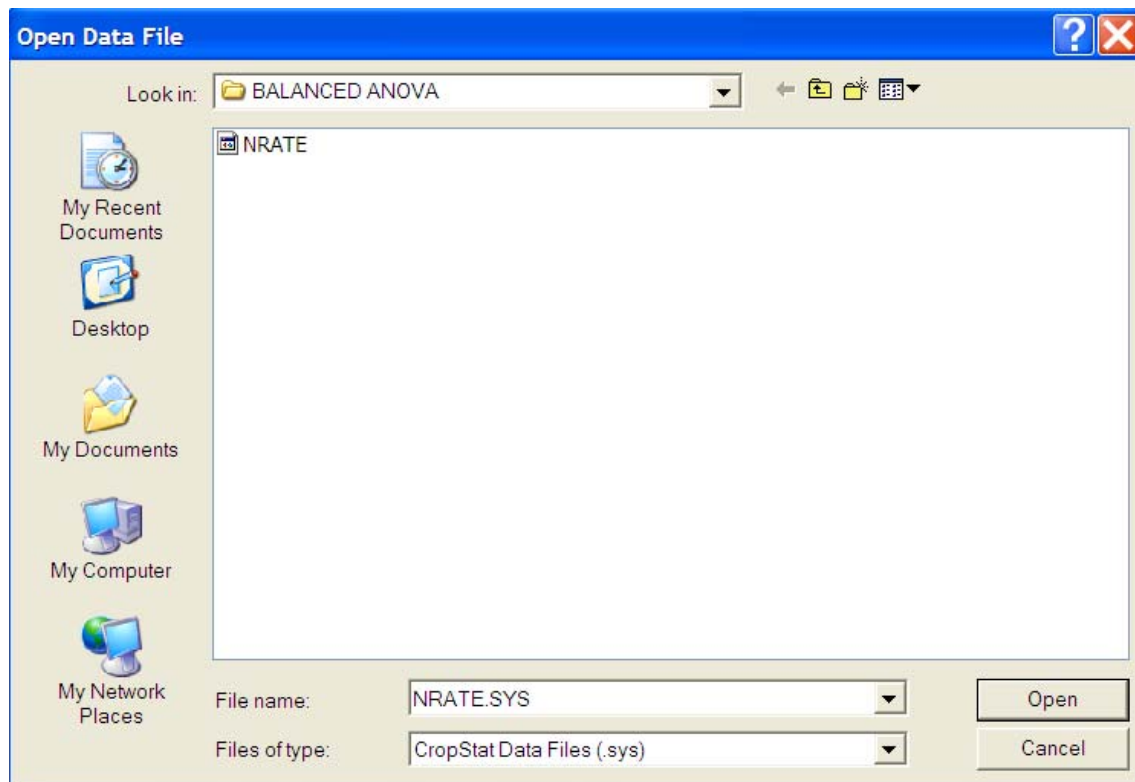 Open Data File
Look in:
BALANCED ANOVA
NRATE
My Recent
Documents
Desktop
My Documents
My Computer
My Network
Places
File name:
NRATE.SYS
Open
Files of type:
CropStat Data Files (.sys)
Cancel